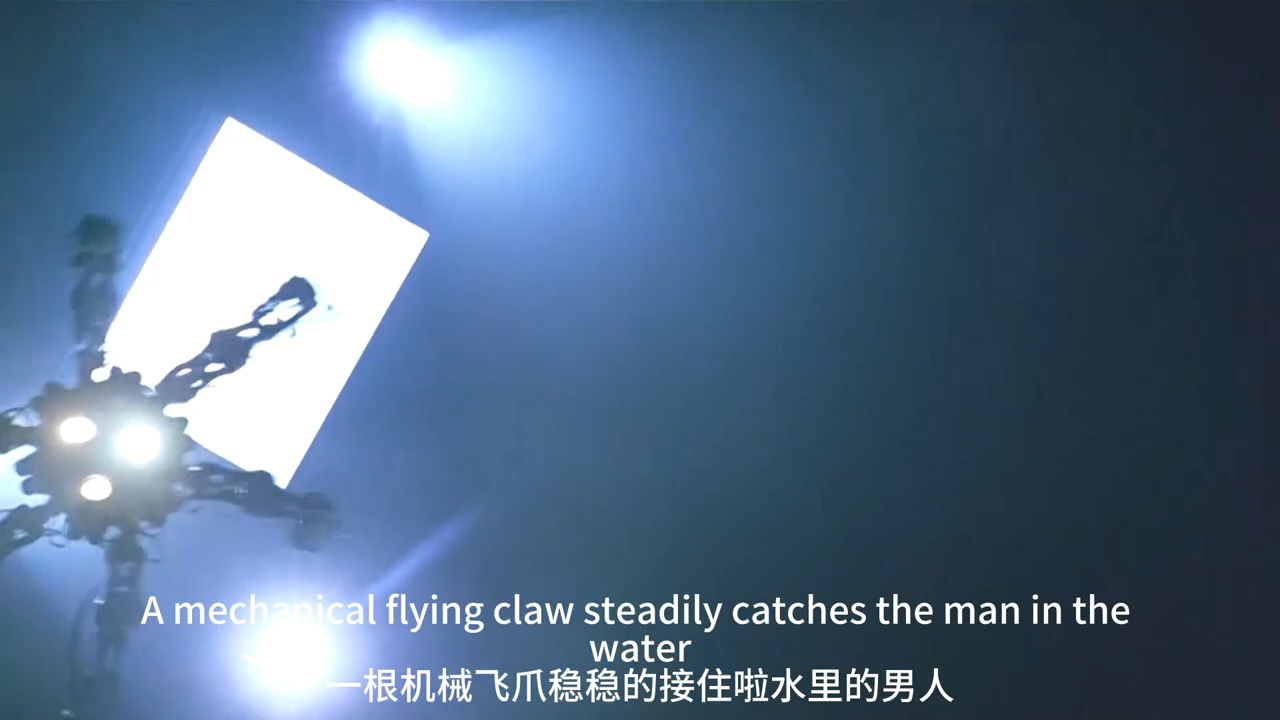 A mechanical flying claw steadily catches the man in the
water
一根机械飞爪稳稳的接住啦水里的男人